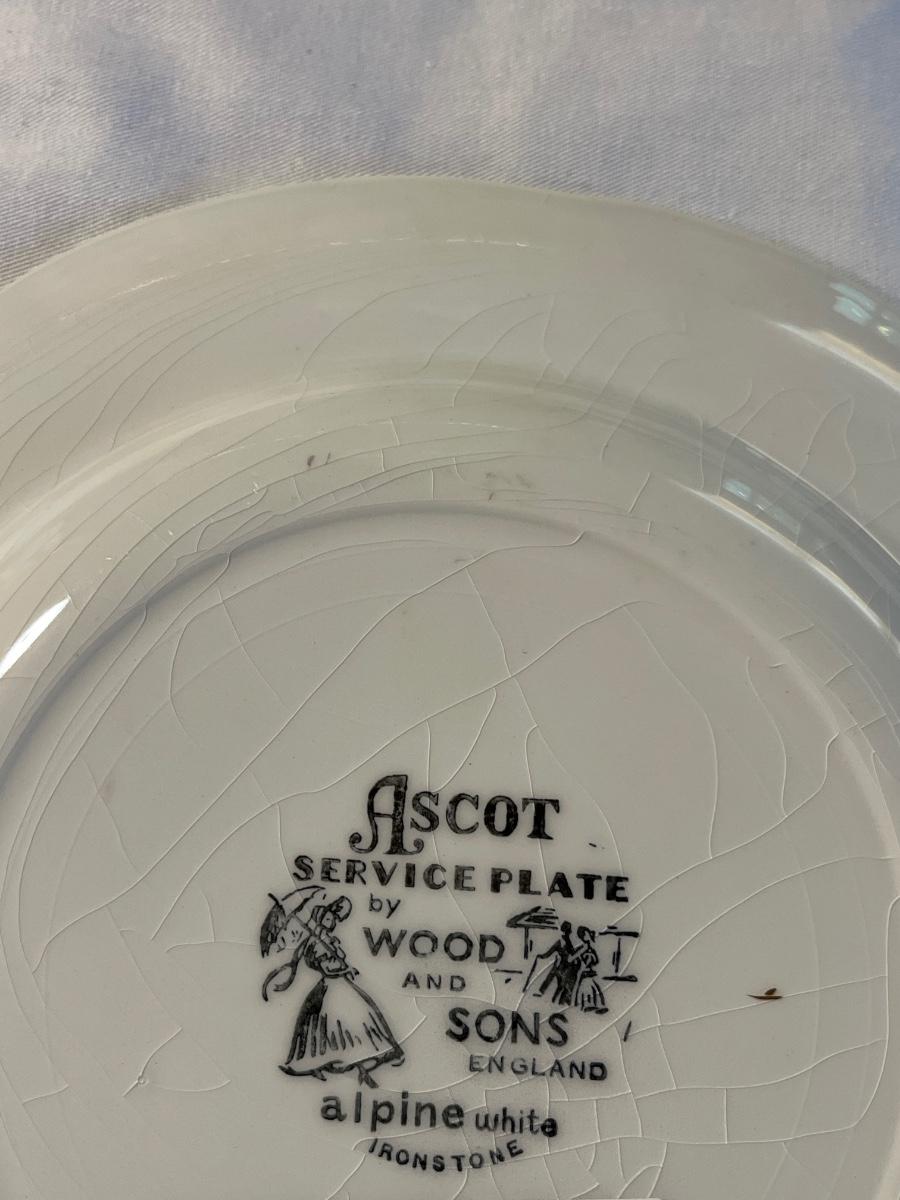 ASCOT
SERVICE PLATE
by
WOOD
AND
SONS
ENGLAND
alpine white
IRONSTONE